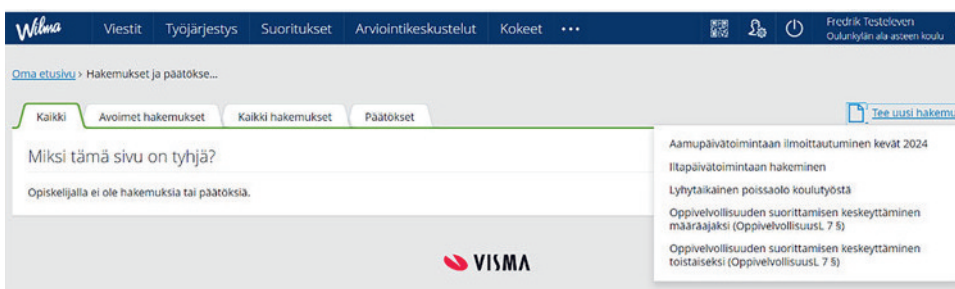 Wilma Viestit Työjärjestys Suoritukset Arviointikeskustelut Kokeet ••• Fredrik Testeleven
Oulunkylän ala-asteen koulu
Oma etusivu › Hakemukset ja päätökse...
Kaikki Avoimet hakemukset Kaikki hakemukset Päätökset Tee uusi hakemu
Miksi tämä sivu on tyhjä?
Opiskelijalla ei ole hakemuksia tai päätöksiä.
Aamupäivätoimintaan ilmoittautuminen kevät 2024
Iltapäivätoimintaan hakeminen
Lyhytaikainen poissaolo koulutyöstä
Oppivelvollisuuden suorittamisen keskeyttäminen
määräajaksi (OppivelvollisuusL 7 §)
Oppivelvollisuuden suorittamisen keskeyttäminen
toistaiseksi (OppivelvollisuusL 7 §)
VISMA